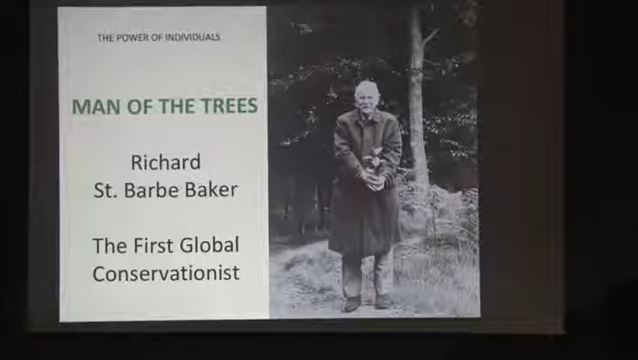 THE POWER OF INDIVIDUALS
MAN OF THE TREES
Richard
St. Barbe Baker
The First Global
Conservationist